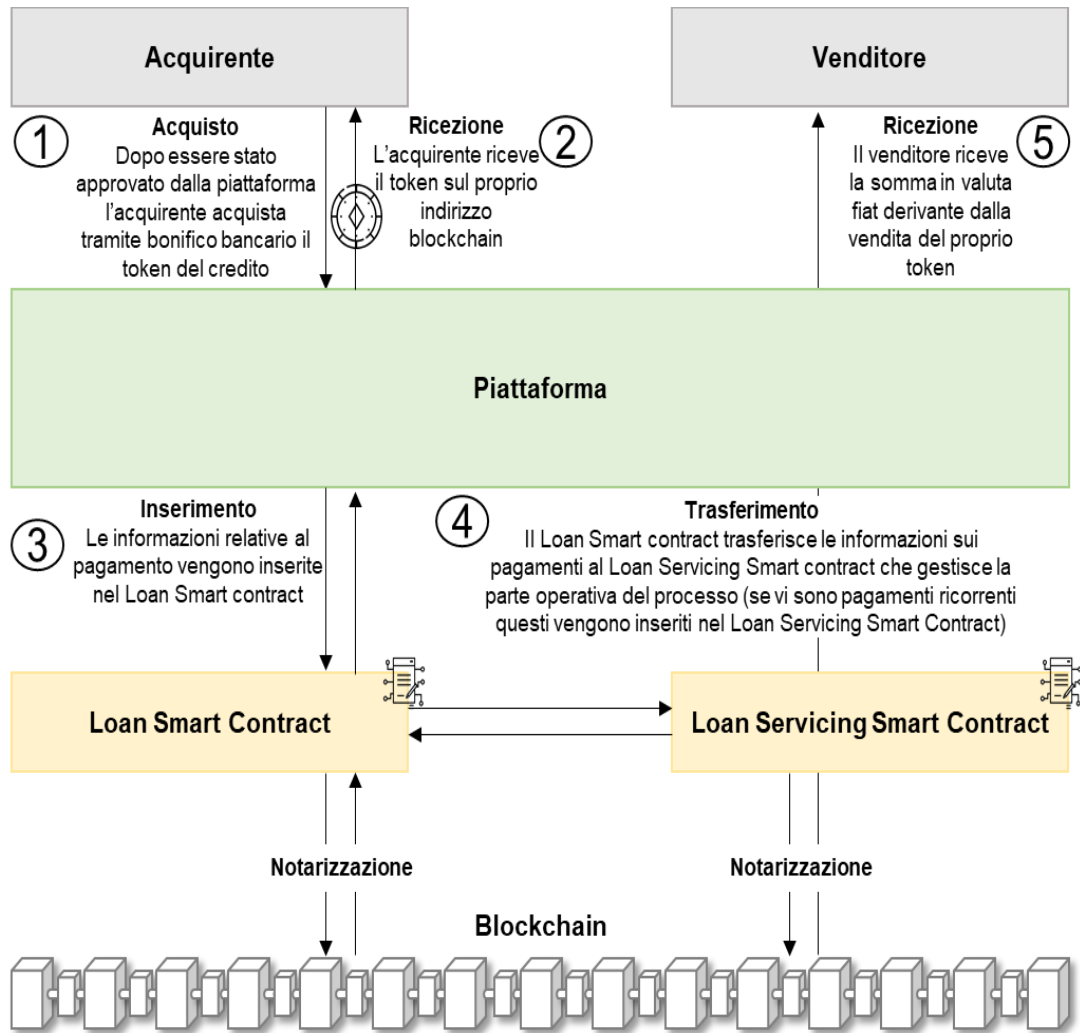 Acquirente
Venditore
1
Acquisto
Dopo essere stato
approvato dalla piattaforma
l'acquirente acquista
tramite bonifico bancario il
token del credito
Ricezione
2
L'acquirente riceve
il token sul proprio
indirizzo
blockchain
Ricezione
5
Il venditore riceve
la somma in valuta
fiat derivante dalla
vendita del proprio
token
Piattaforma
3
Inserimento
Le informazioni relative al
pagamento vengono inserite
nel Loan Smart contract
4
Trasferimento
Il Loan Smart contract trasferisce le informazioni sui
pagamenti al Loan Servicing Smart contract che gestisce la
parte operativa del processo (se vi sono pagamenti ricorrenti
questi vengono inseriti nel Loan Servicing Smart Contract)
Loan Smart Contract
Loan Servicing Smart Contract
Notarizzazione
Notarizzazione
Blockchain